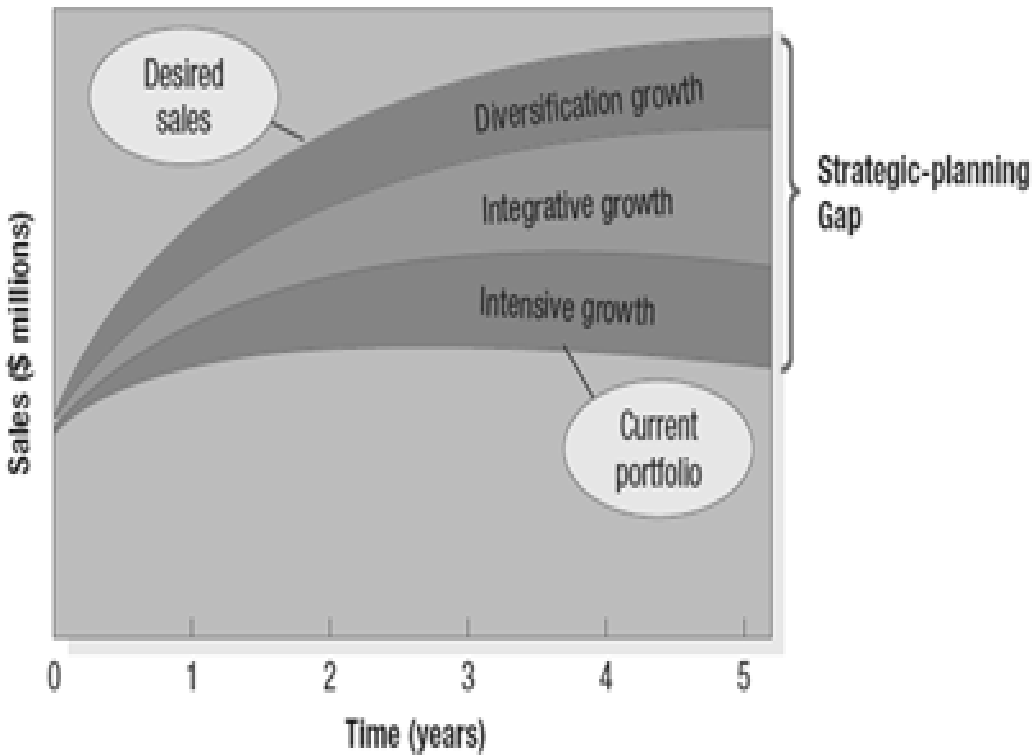 Desired
sales
Diversification growth
Integrative growth
Intensive growth
Current
portfolio
Strategic-planning
Gap
Sales ($ millions)
0 1 2 3 4 5
Time (years)